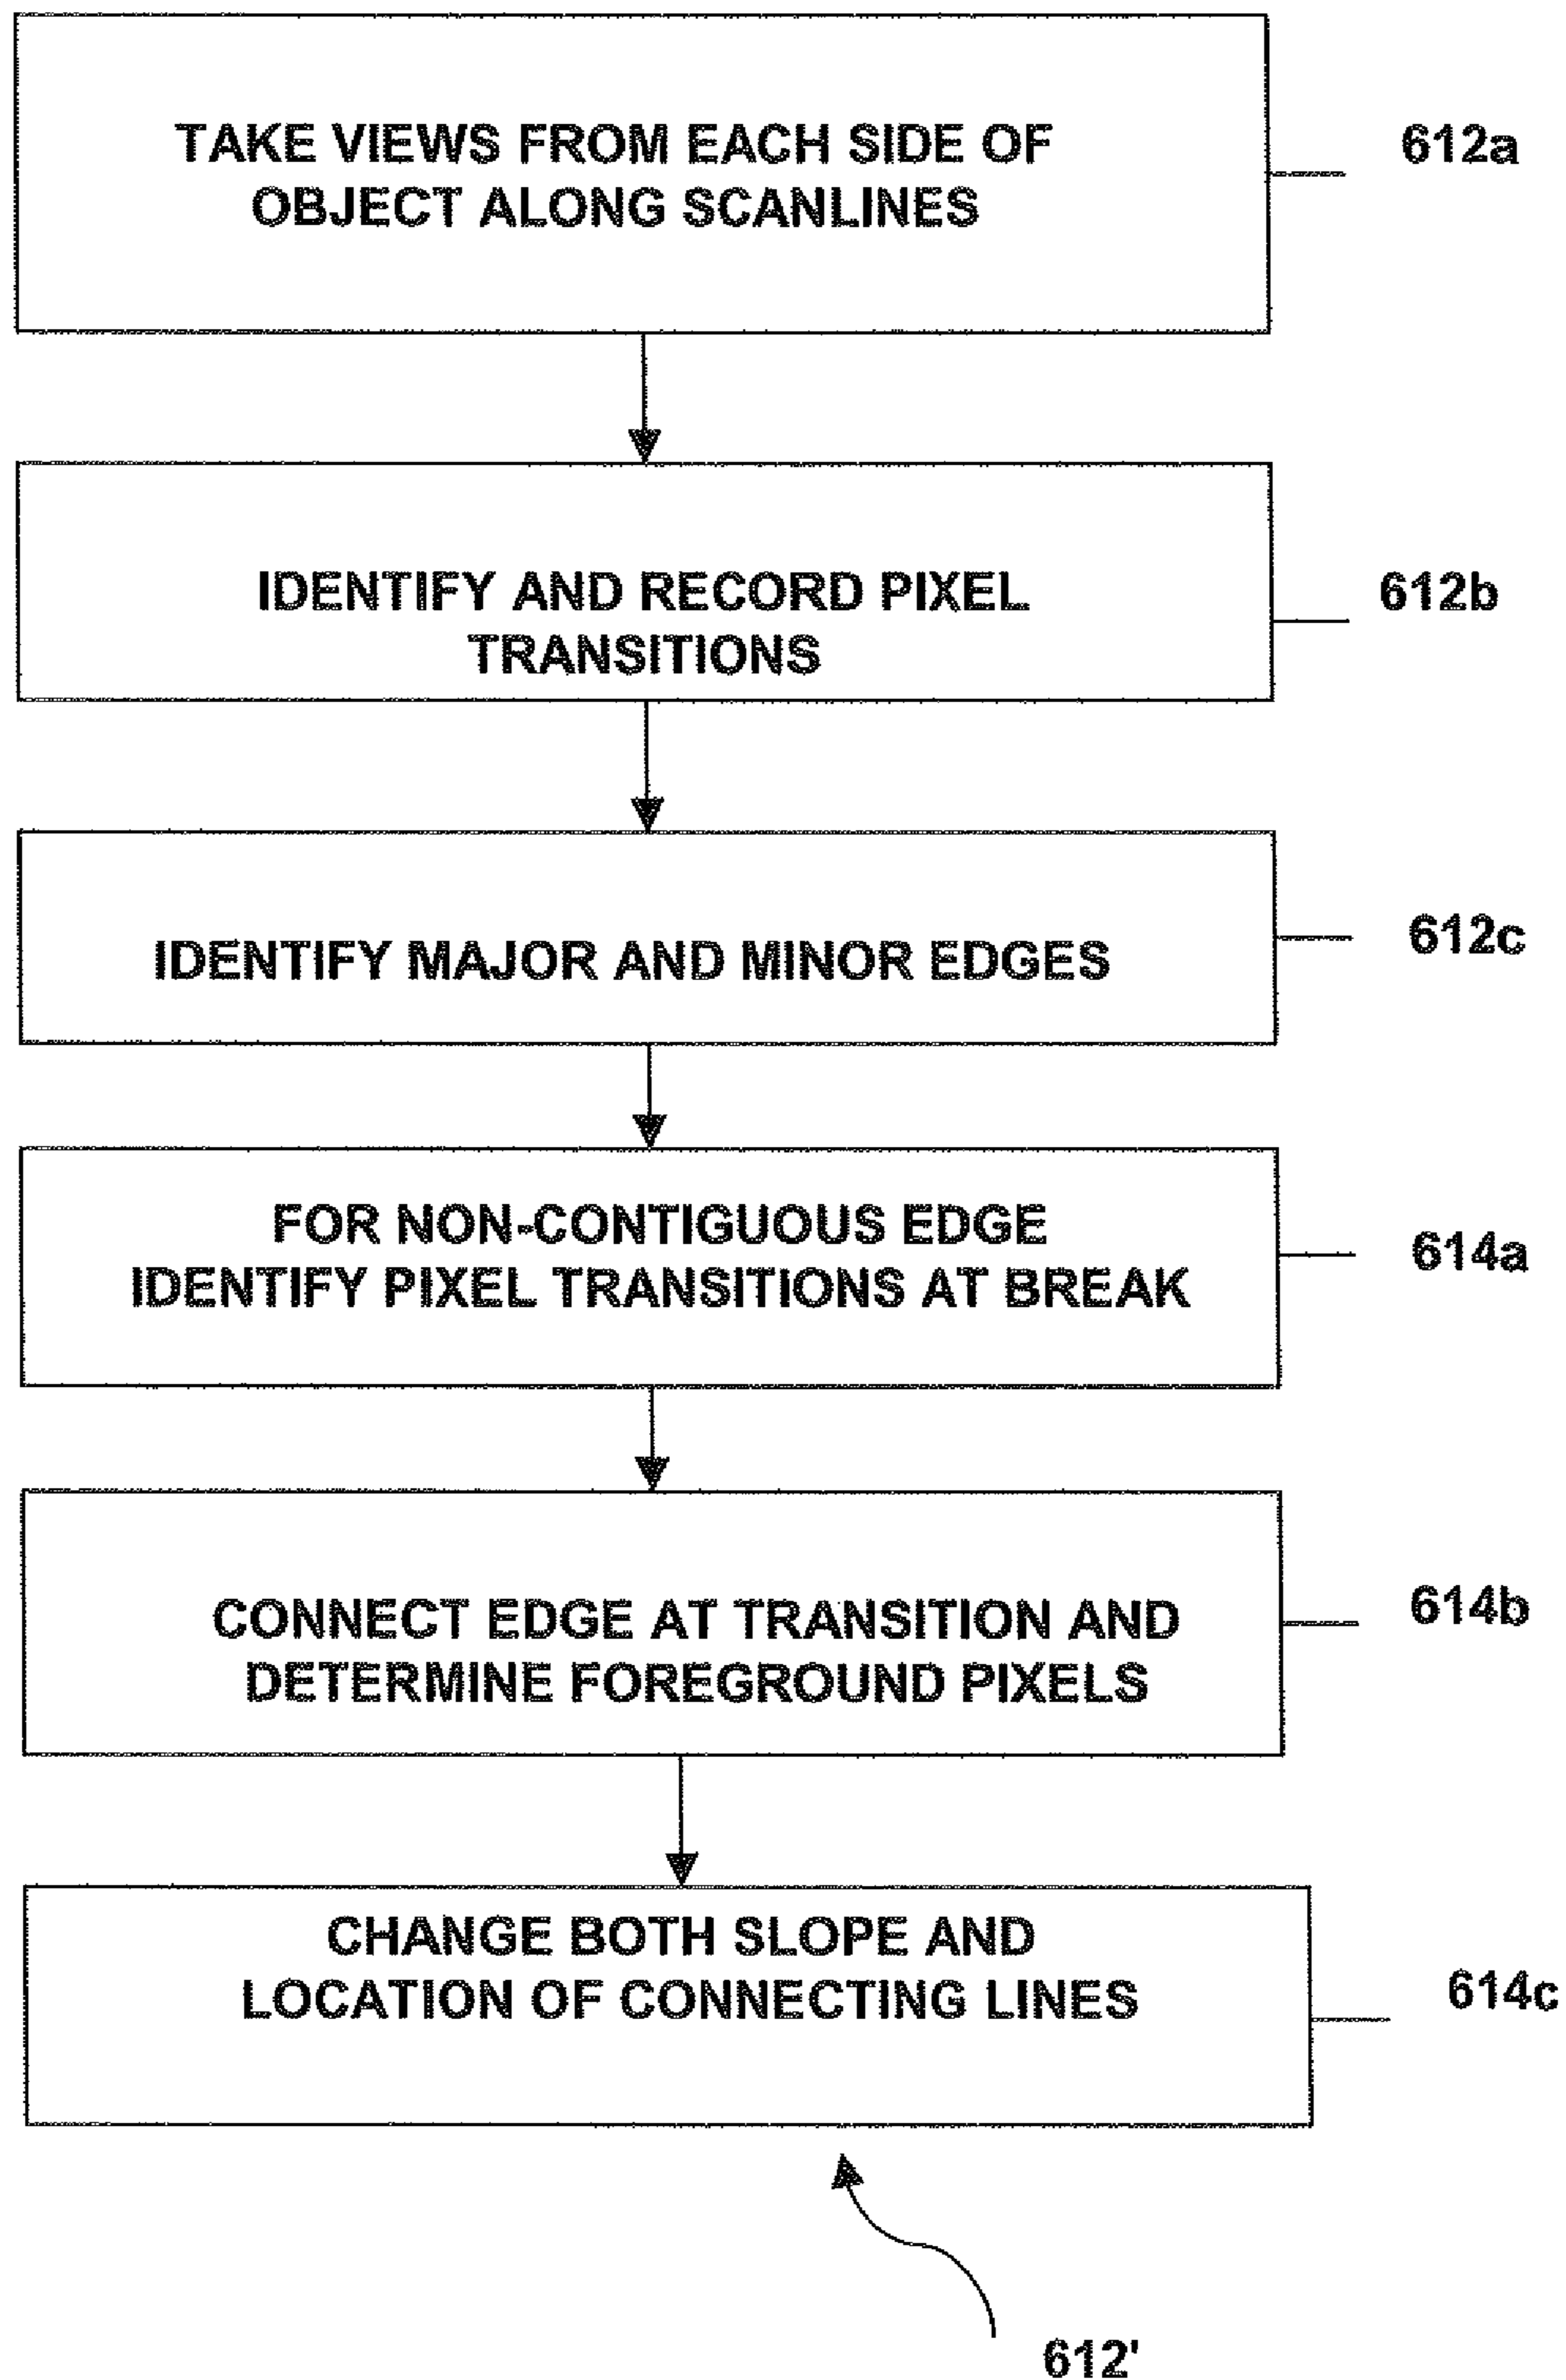 TAKE VIEWS FROM EACH SIDE OF
OBJECT ALONG SCANLINES
612a
IDENTIFY AND RECORD PIXEL
TRANSITIONS
612b
IDENTIFY MAJOR AND MINOR EDGES
612c
FOR NON-CONTIGUOUS EDGE
IDENTIFY PIXEL TRANSITIONS AT BREAK
614a
CONNECT EDGE AT TRANSITION AND
DETERMINE FOREGROUND PIXELS
614b
CHANGE BOTH SLOPE AND
LOCATION OF CONNECTING LINES
614c
612'